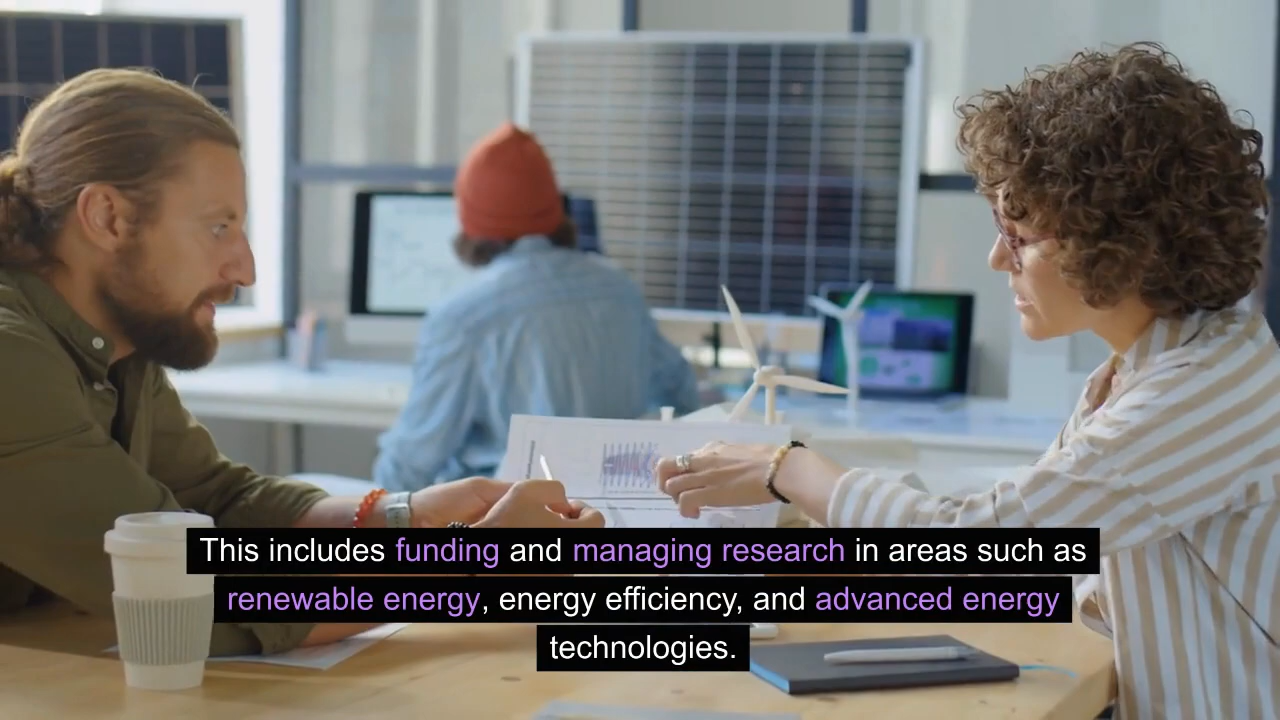 This includes funding and managing research in areas such as
renewable energy, energy efficiency, and advanced energy
technologies.